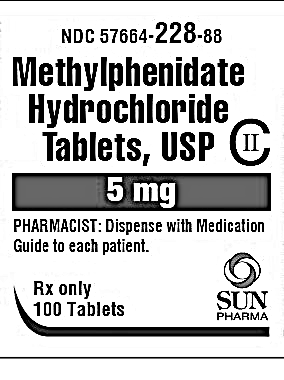 NDC 57664-228-88
Methylphenidate
Hydrochloride
Tablets, USP CII
5 mg
PHARMACIST: Dispense with Medication
Guide to each patient.
Rx only
100 Tablets
SUN
PHARMA